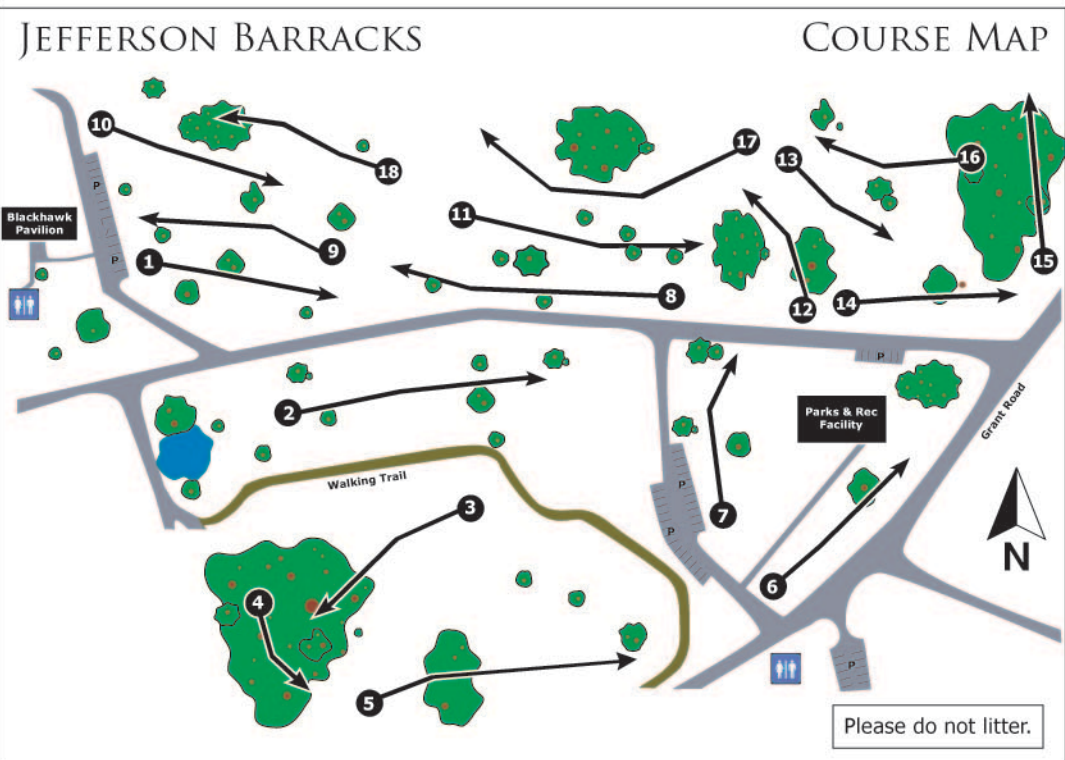 JEFFERSON BARRACKS
COURSE MAP
10
18
17
13
16
P
Blackhawk
Pavilion
11
9
1
P
15
8
12
14
2
P
Parks & Rec
Facility
Grant Road
Walking Trail
3
P
7
P
N
6
4
5
P
Please do not litter.